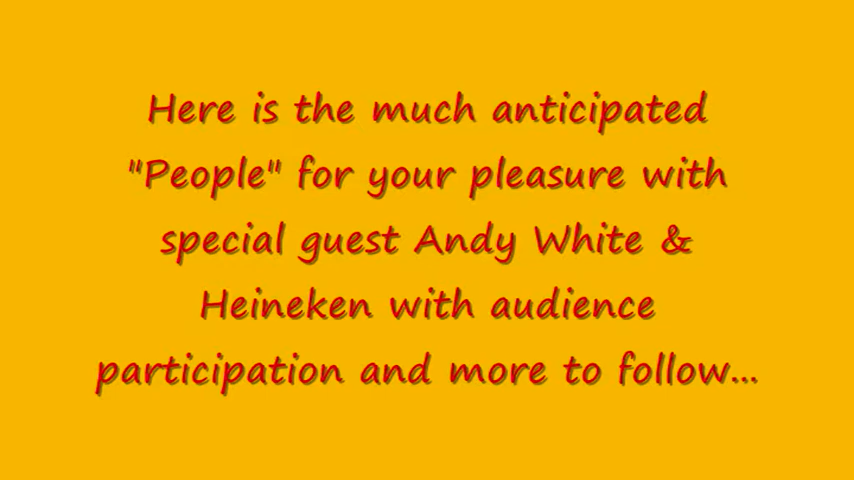 Here is the much anticipated
"People" for your pleasure with
special guest Andy White &
Heineken with audience
participation and more to follow...